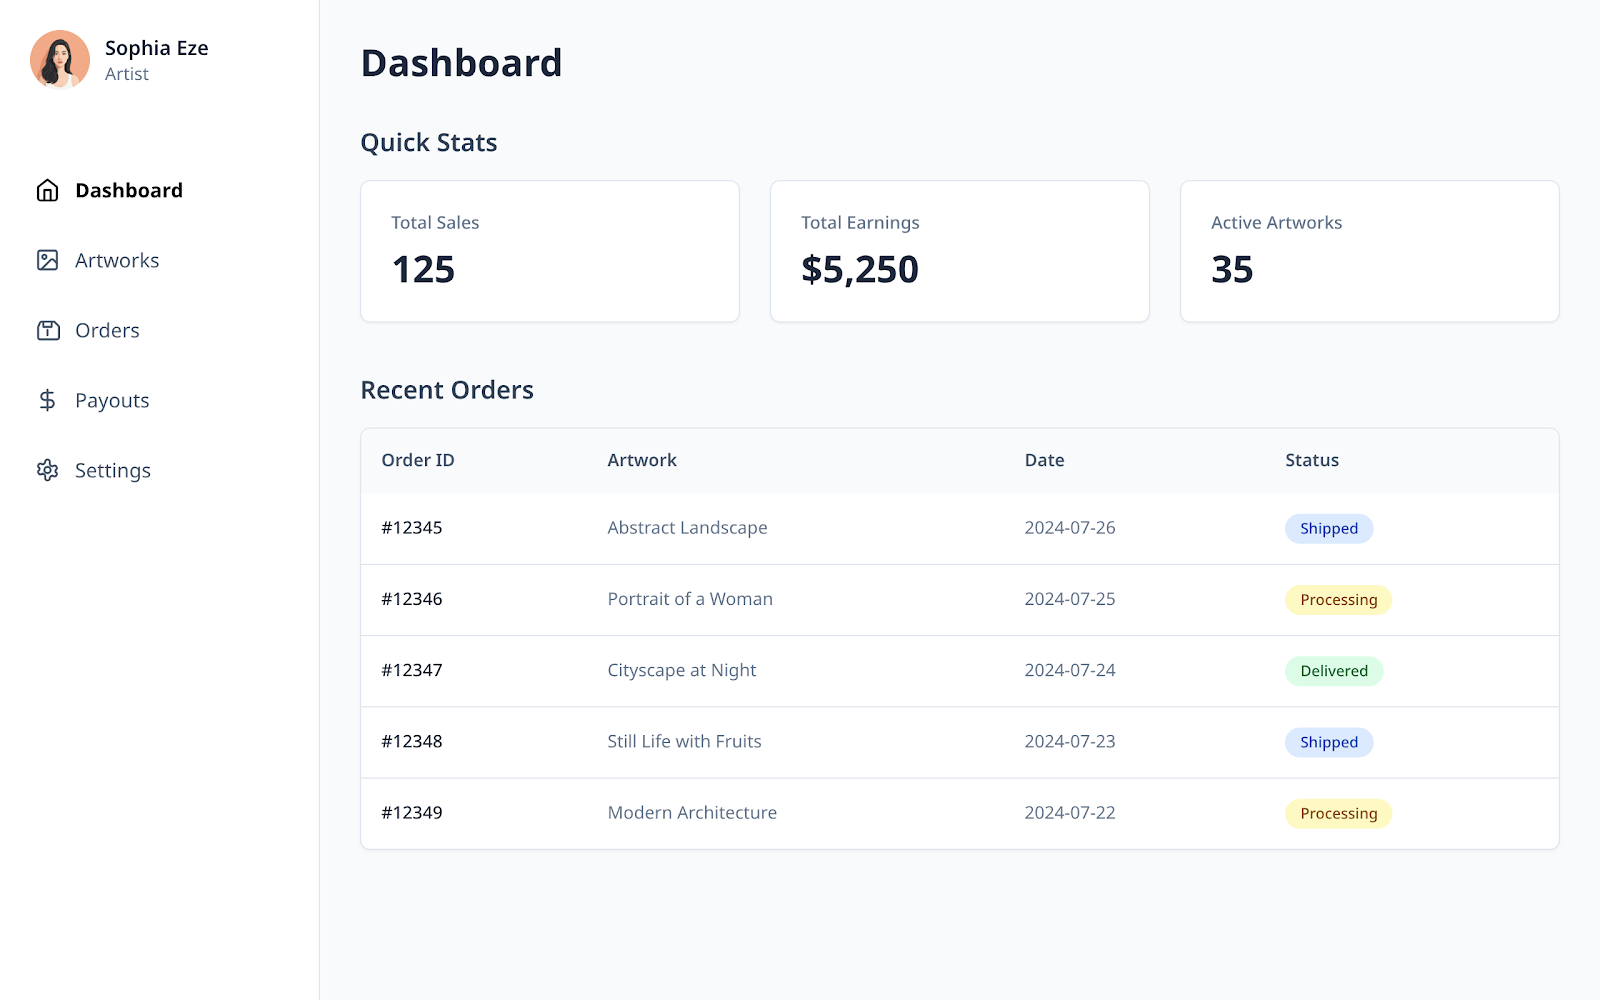 Sophia Eze
Artist
Dashboard
Artworks
Orders
Payouts
Settings
Dashboard
Quick Stats
Total Sales
125
Total Earnings
$5,250
Active Artworks
35
Recent Orders
Order ID Artwork Date Status
#12345 Abstract Landscape 2024-07-26 Shipped
#12346 Portrait of a Woman 2024-07-25 Processing
#12347 Cityscape at Night 2024-07-24 Delivered
#12348 Still Life with Fruits 2024-07-23 Shipped
#12349 Modern Architecture 2024-07-22 Processing